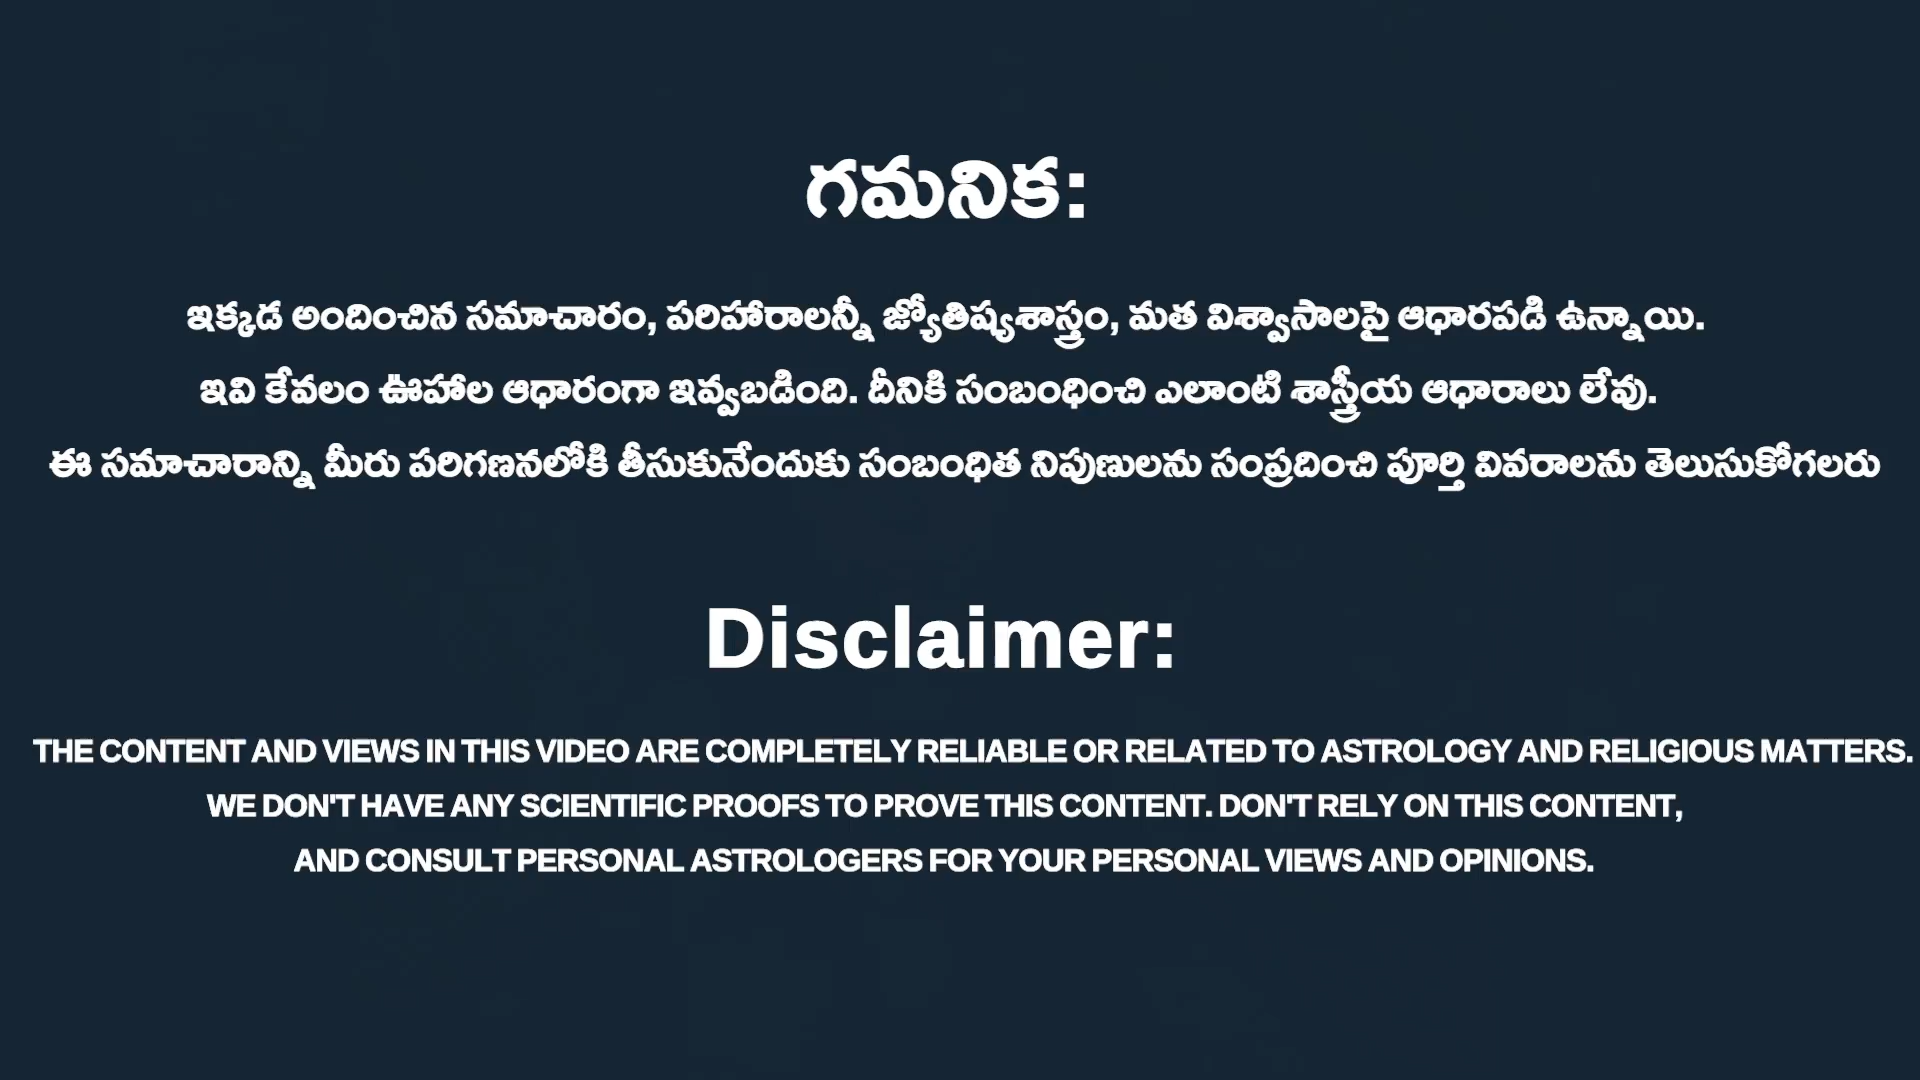 గమనిక:
ఇక్కడ అందించిన సమాచారం, పరిహారాలన్నీ జ్యోతిష్యశాస్త్రం, మత విశ్వాసాలపై ఆధారపడి ఉన్నాయి.
ఇవి కేవలం ఊహాల ఆధారంగా ఇవ్వబడింది. దీనికి సంబంధించి ఎలాంటి శాస్త్రీయ ఆధారాలు లేవు.
ఈ సమాచారాన్ని మీరు పరిగణనలోకి తీసుకునేందుకు సంబంధిత నిపుణులను సంప్రదించి పూర్తి వివరాలను తెలుసుకోగలరు
Disclaimer:
THE CONTENT AND VIEWS IN THIS VIDEO ARE COMPLETELY RELIABLE OR RELATED TO ASTROLOGY AND RELIGIOUS MATTERS.
WE DON'T HAVE ANY SCIENTIFIC PROOFS TO PROVE THIS CONTENT. DON'T RELY ON THIS CONTENT,
AND CONSULT PERSONAL ASTROLOGERS FOR YOUR PERSONAL VIEWS AND OPINIONS.